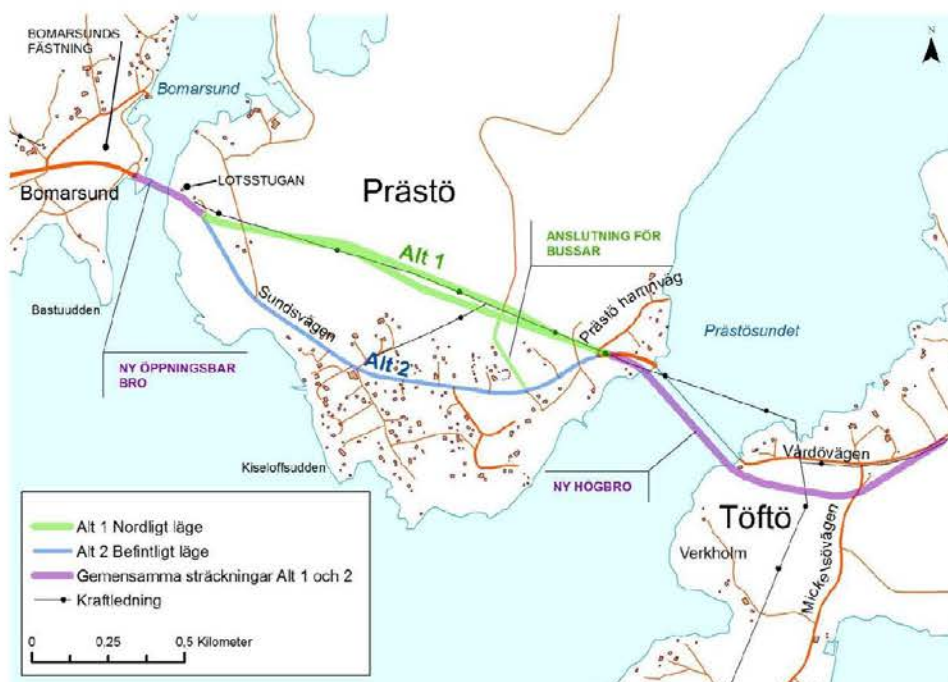 BOMARSUNDS
FÄSTNING
N
Bomarsund
Bomarsund
LOTSSTUGAN
Prästö
ANSLUTNING FÖR
BUSSAR
Alt 1
Bastuudden
Sundsvägen
Prästö hamnväg
Prästösundet
NY ÖPPNINGSBAR
BRO
Alt 2
Kiseloffsudden
NY HÖGBRO
Vårdövägen
Töftö
Verkholm
Mickelsövägen
Alt 1 Nordligt läge
Alt 2 Befintligt läge
Gemensamma sträckningar Alt 1 och 2
Kraftledning
0 0,25 0,5 Kilometer